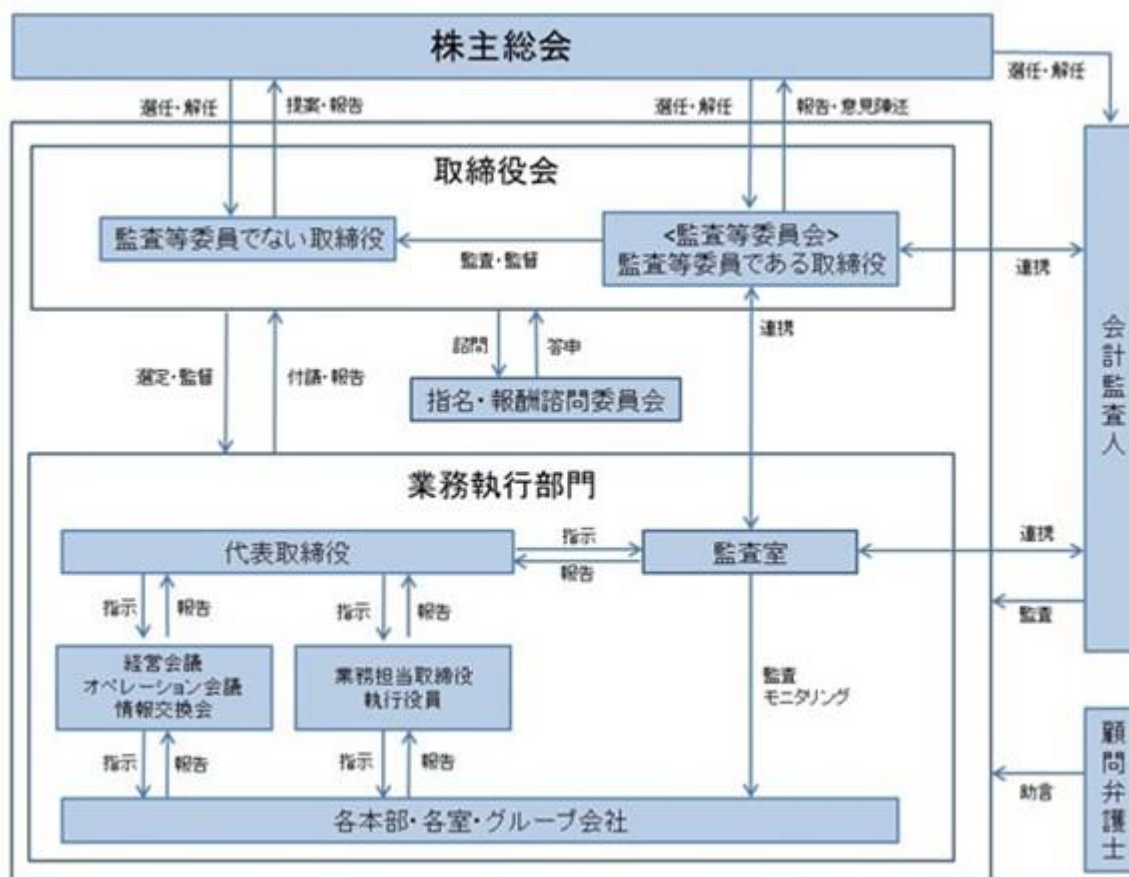 株主総会
選任・解任
選任・解任
提案・報告
選任・解任
報告・意見陳述
取締役会
監査等委員でない取締役
監査・監督
<監査等委員会>
監査等委員である取締役
連携
会計監査人
選定・監督
付議・報告
諮問
答申
連携
指名・報酬諮問委員会
業務執行部門
代表取締役
指示
報告
監査室
連携
監査
指示
報告
指示
報告
経営会議
オペレーション会議
情報交換会
業務担当取締役
執行役員
監査
モニタリング
指示
報告
指示
報告
各本部・各室・グループ会社
助言
顧問弁護士